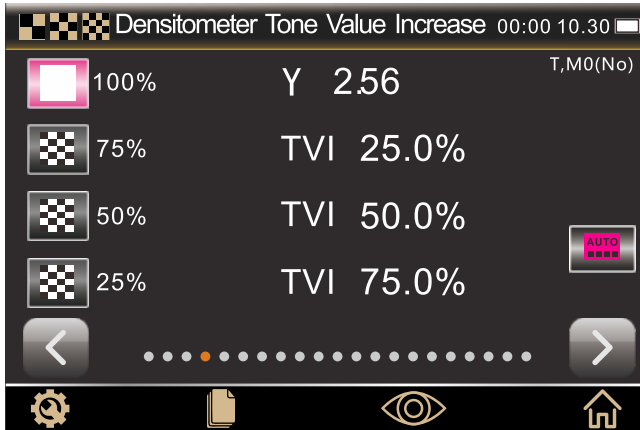 Densitometer Tone Value Increase 00:00 10.30
T,M0(No)
100% Y 2.56
75% TVI 25.0%
50% TVI 50.0%
AUTO
25% TVI 75.0%